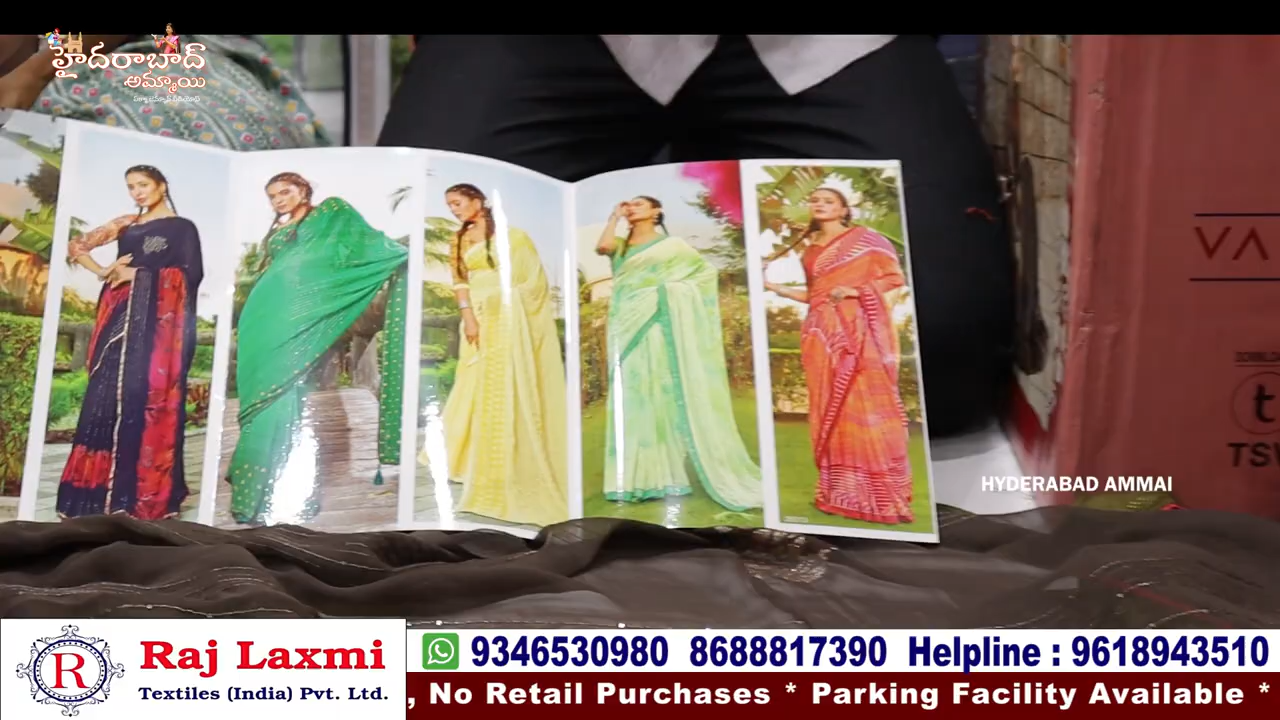 హైదరాబాద్
అమ్మాయి
VA
DOWNLO
t
TSW
HYDERABAD AMMAI
R
Raj Laxmi
Textiles (India) Pvt. Ltd.
9346530980 8688817390 Helpline : 9618943510
, No Retail Purchases * Parking Facility Available *